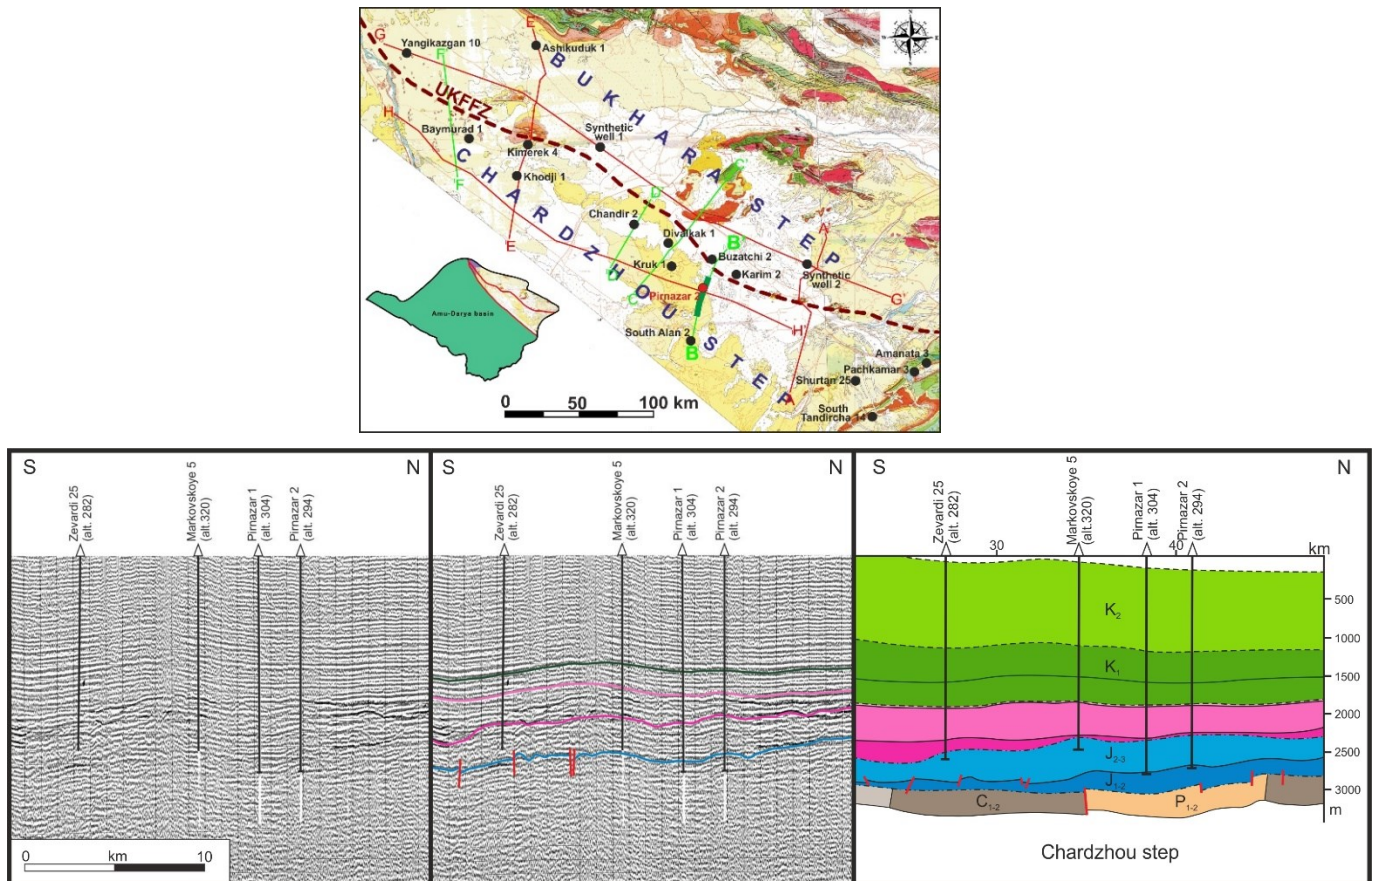 E
G'
Yangikazgan 10
F'
Ashikuduk 1
N
W
E
S
BUKHARA STEP
UKFFZ
H
Baymurad 1
Synthetic
well 1
Kimerek 4
Khodji 1
F
C'
CHARDZHOU STEP
D'
Chandir 2
A'
E
Divalkak 1
B'
Buzatchi 2
Kruk 1
Karim 2
Synthetic
well 2
D
C
Pirnazar 2
G'
Amu-Darya basin
H'
South Alan 2
B
Amanata 3
Pachkamar 3
Shurtan 25
A
South
Tandircha 14
0 50 100 km
S N
Zevardi 25
(alt. 282)
Markovskoye 5
(alt.320)
Pirnazar 1
(alt. 304)
Pirnazar 2
(alt. 294)
0 km 10
S N
Zevardi 25
(alt. 282)
Markovskoye 5
(alt.320)
Pirnazar 1
(alt. 304)
Pirnazar 2
(alt. 294)
S N
Zevardi 25
(alt. 282)
Markovskoye 5
(alt.320)
Pirnazar 1
(alt. 304)
Pirnazar 2
(alt. 294)
30 40 km
500
K2
1000
K1
1500
2000
J2-3
2500
J1-2
3000
C1-2 P1-2
m
Chardzhou step